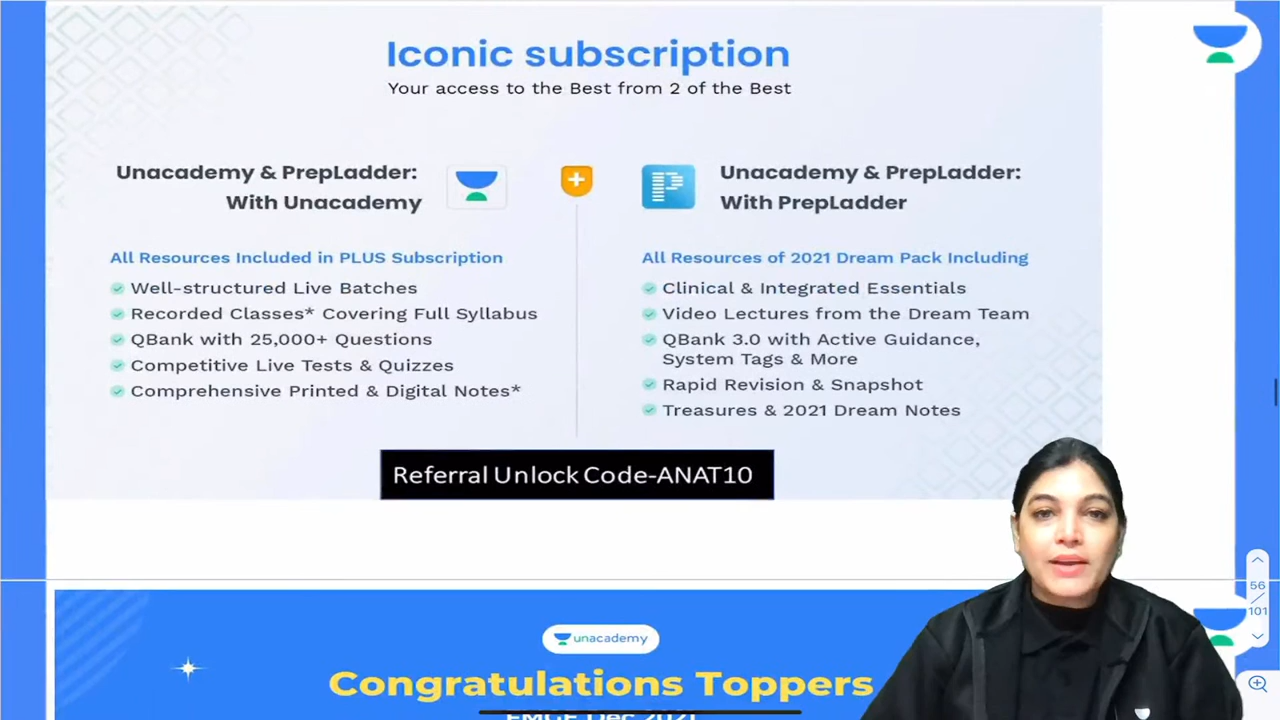 Iconic subscription
Your access to the Best from 2 of the Best
Unacademy & PrepLadder:
With Unacademy
All Resources Included in PLUS Subscription
Well-structured Live Batches
Recorded Classes* Covering Full Syllabus
QBank with 25,000+ Questions
Competitive Live Tests & Quizzes
Comprehensive Printed & Digital Notes*
Unacademy & PrepLadder:
With PrepLadder
All Resources of 2021 Dream Pack Including
Clinical & Integrated Essentials
Video Lectures from the Dream Team
QBank 3.0 with Active Guidance,
System Tags & More
Rapid Revision & Snapshot
Treasures & 2021 Dream Notes
Referral Unlock Code-ANAT10
56
/
101
unacademy
Congratulations Toppers
FMGE Dec 2021